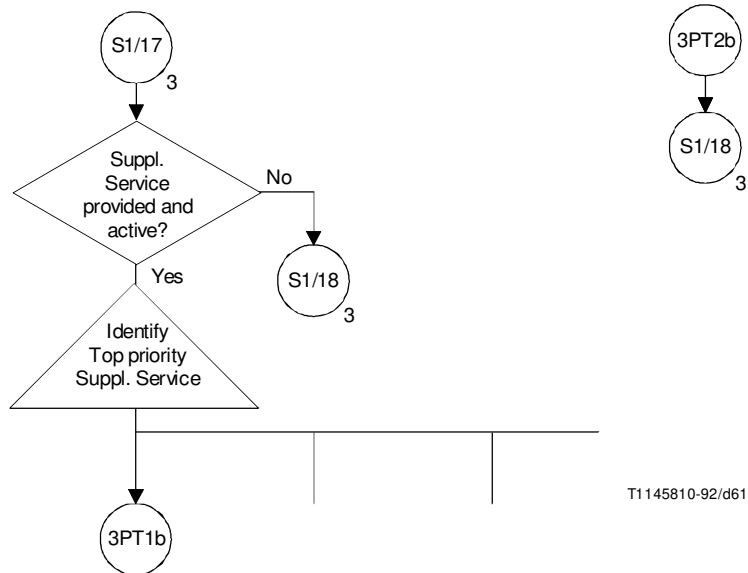 S1/17
3
Suppl.
Service
provided and
active?
No
Yes
S1/18
3
Identify
Top priority
Suppl. Service
3PT1b
3PT2b
S1/18
3
T1145810-92/d61